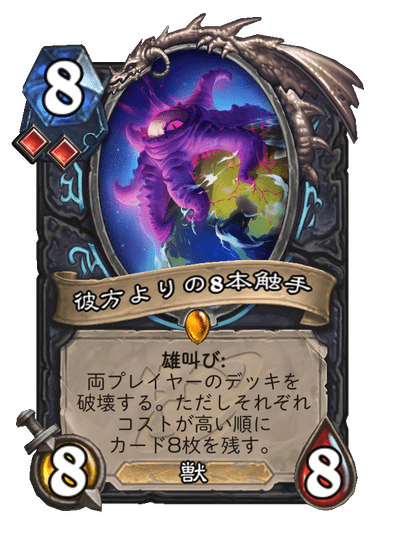 8
彼方よりの8本触手
雄叫び:
両プレイヤーのデッキを
破壊する。ただしそれぞれ
コストが高い順に
カード8枚を残す。
8
獣
8